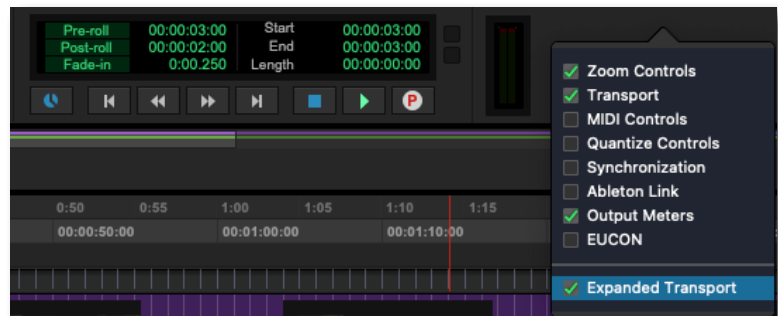 Pre-roll 00:00:03:00 Start 00:00:03:00
Post-roll 00:00:02:00 End 00:00:03:00
Fade-in 0:00.250 Length 00:00:00:00
P
0:50 0:55 1:00 1:05 1:10 1:15
00:00:50:00 00:01:00:00 00:01:10:00
Zoom Controls
Transport
MIDI Controls
Quantize Controls
Synchronization
Ableton Link
Output Meters
EUCON
Expanded Transport